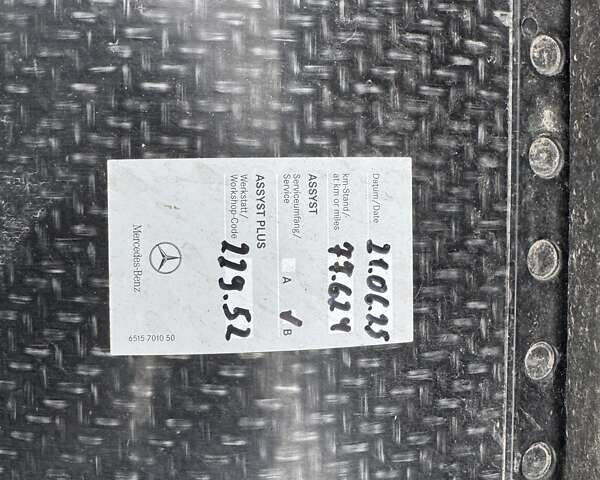 Datum/Date 21.06.25
km-Stand/
at km or miles 77.624
ASSYST
Serviceumfang/
Service A ✓ B
ASSYST PLUS
Werkstatt/
Workshop-Code 229.52
Mercedes-Benz
6515 7010 50